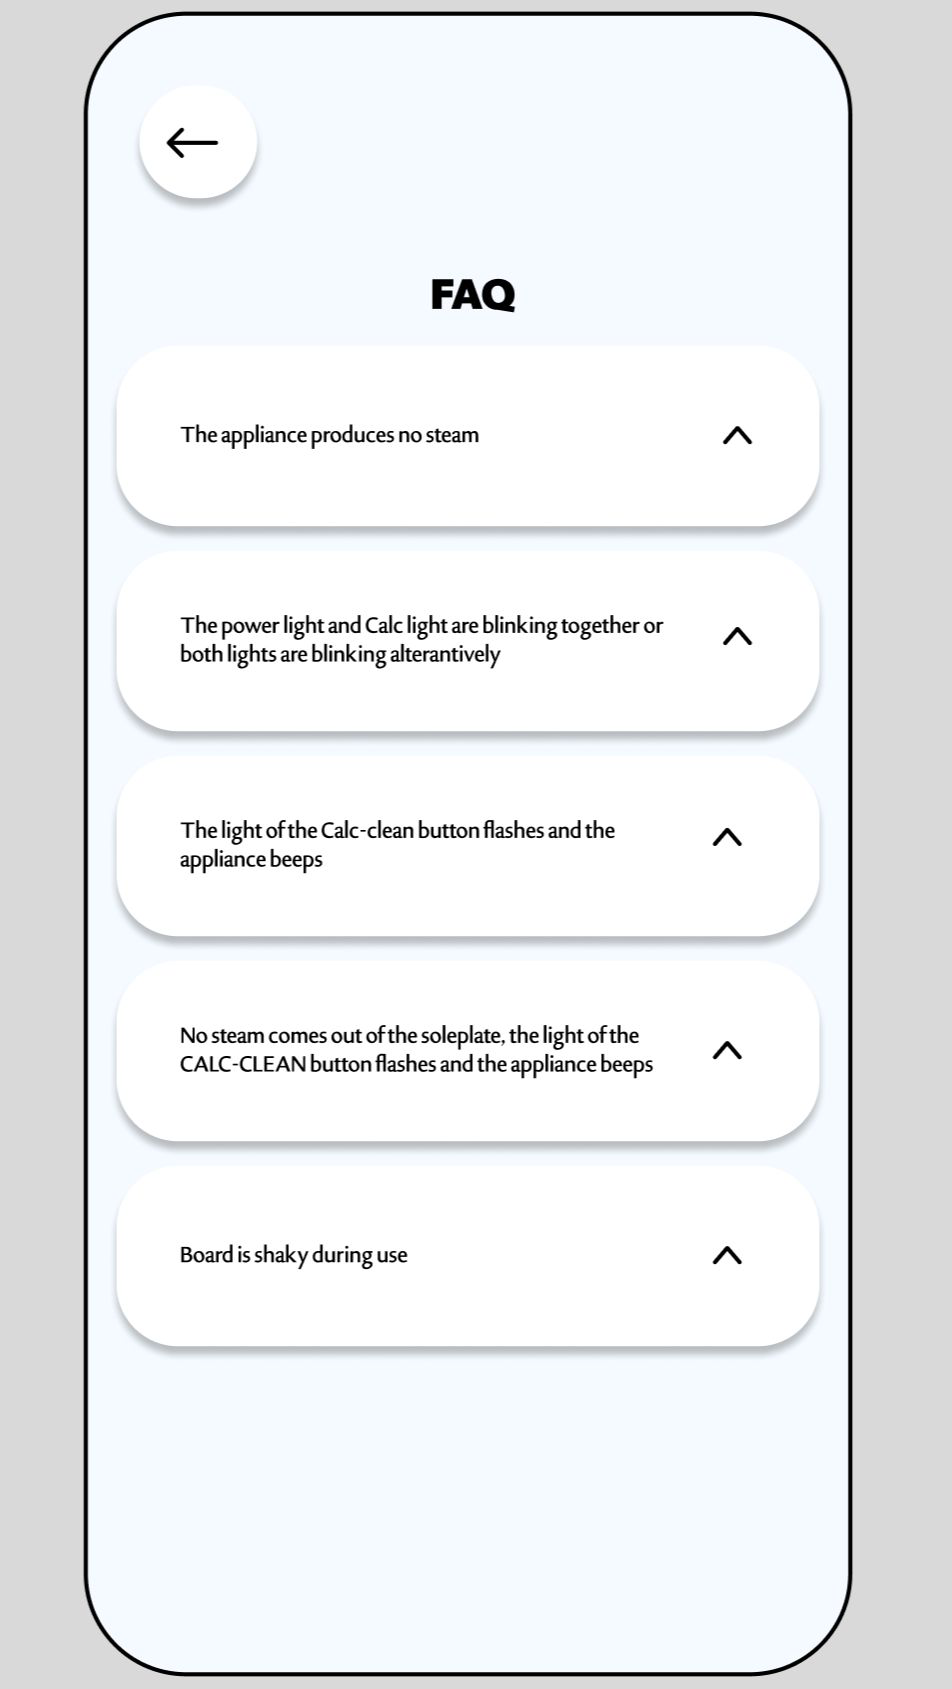 FAQ
The appliance produces no steam
The power light and Calc light are blinking together or
both lights are blinking alterantively
The light of the Calc-clean button flashes and the
appliance beeps
No steam comes out of the soleplate, the light of the
CALC-CLEAN button flashes and the appliance beeps
Board is shaky during use